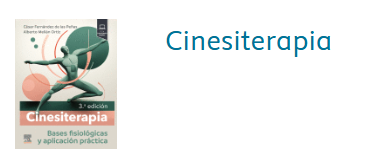 César Fernández de las Peñas
Alberto Melián Ortiz
3.ª edición
Cinesiterapia
Bases fisiológicas
y aplicación práctica
Cinesiterapia